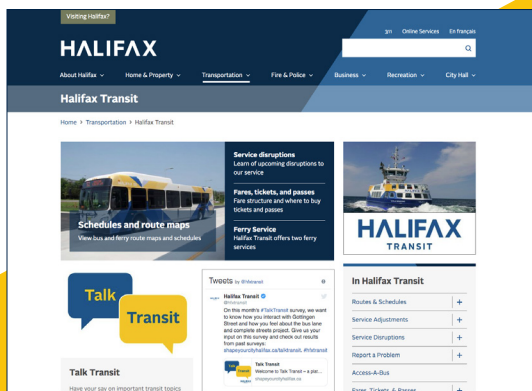 Visiting Halifax?
311 Online Services En français
HALIFAX
About Halifax Home & Property Transportation Fire & Police Business Recreation City Hall
Halifax Transit
Home > Transportation > Halifax Transit
Schedules and route maps
View bus and ferry route maps and schedules
Service disruptions
Learn of upcoming disruptions to
our service
Fares, tickets, and passes
Fare structure and where to buy
tickets and passes
Ferry Service
Halifax Transit offers two ferry
services
HALIFAX
TRANSIT
Talk
Transit
Talk Transit
Have your say on important transit topics
Tweets by @hfxtransit
Halifax Transit
@hfxtransit
On this month's #TalkTransit survey, we want
to know how you interact with Gottingen
Street and how you feel about the bus lane
and complete streets project. Give us your
input on this survey and check out results
from past surveys:
shapeyourcityhalifax.ca/talktransit. #hfxtransit
Talk Transit
Welcome to Talk Transit – a plac...
shapeyourcityhalifax.ca
In Halifax Transit
Routes & Schedules +
Service Adjustments +
Service Disruptions +
Report a Problem +
Access-A-Bus
Fares, Tickets, & Passes +